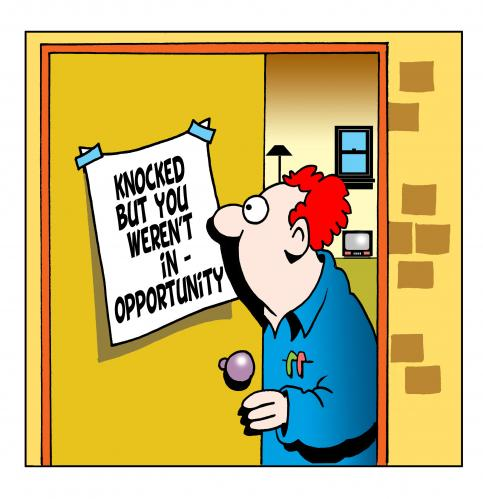 KNOCKED
BUT YOU
WEREN'T
iN -
OPPORTUNiTY